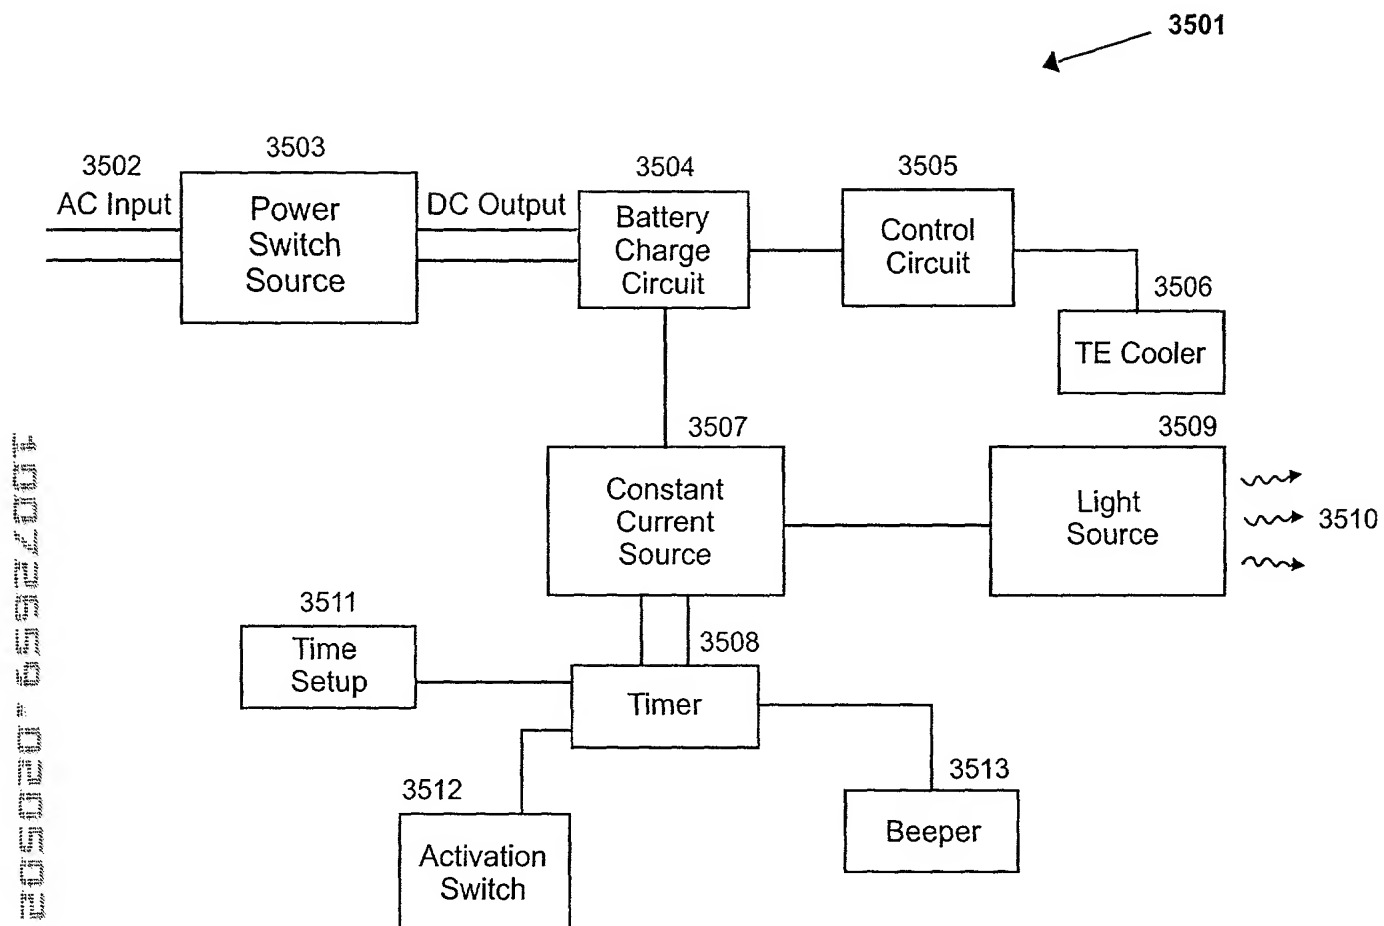 3501
3502
AC Input
3503
Power
Switch
Source
DC Output
3504
Battery
Charge
Circuit
3505
Control
Circuit
3506
TE Cooler
3507
Constant
Current
Source
3509
Light
Source
3510
3511
Time
Setup
3508
Timer
3512
Activation
Switch
3513
Beeper
10072659.020502